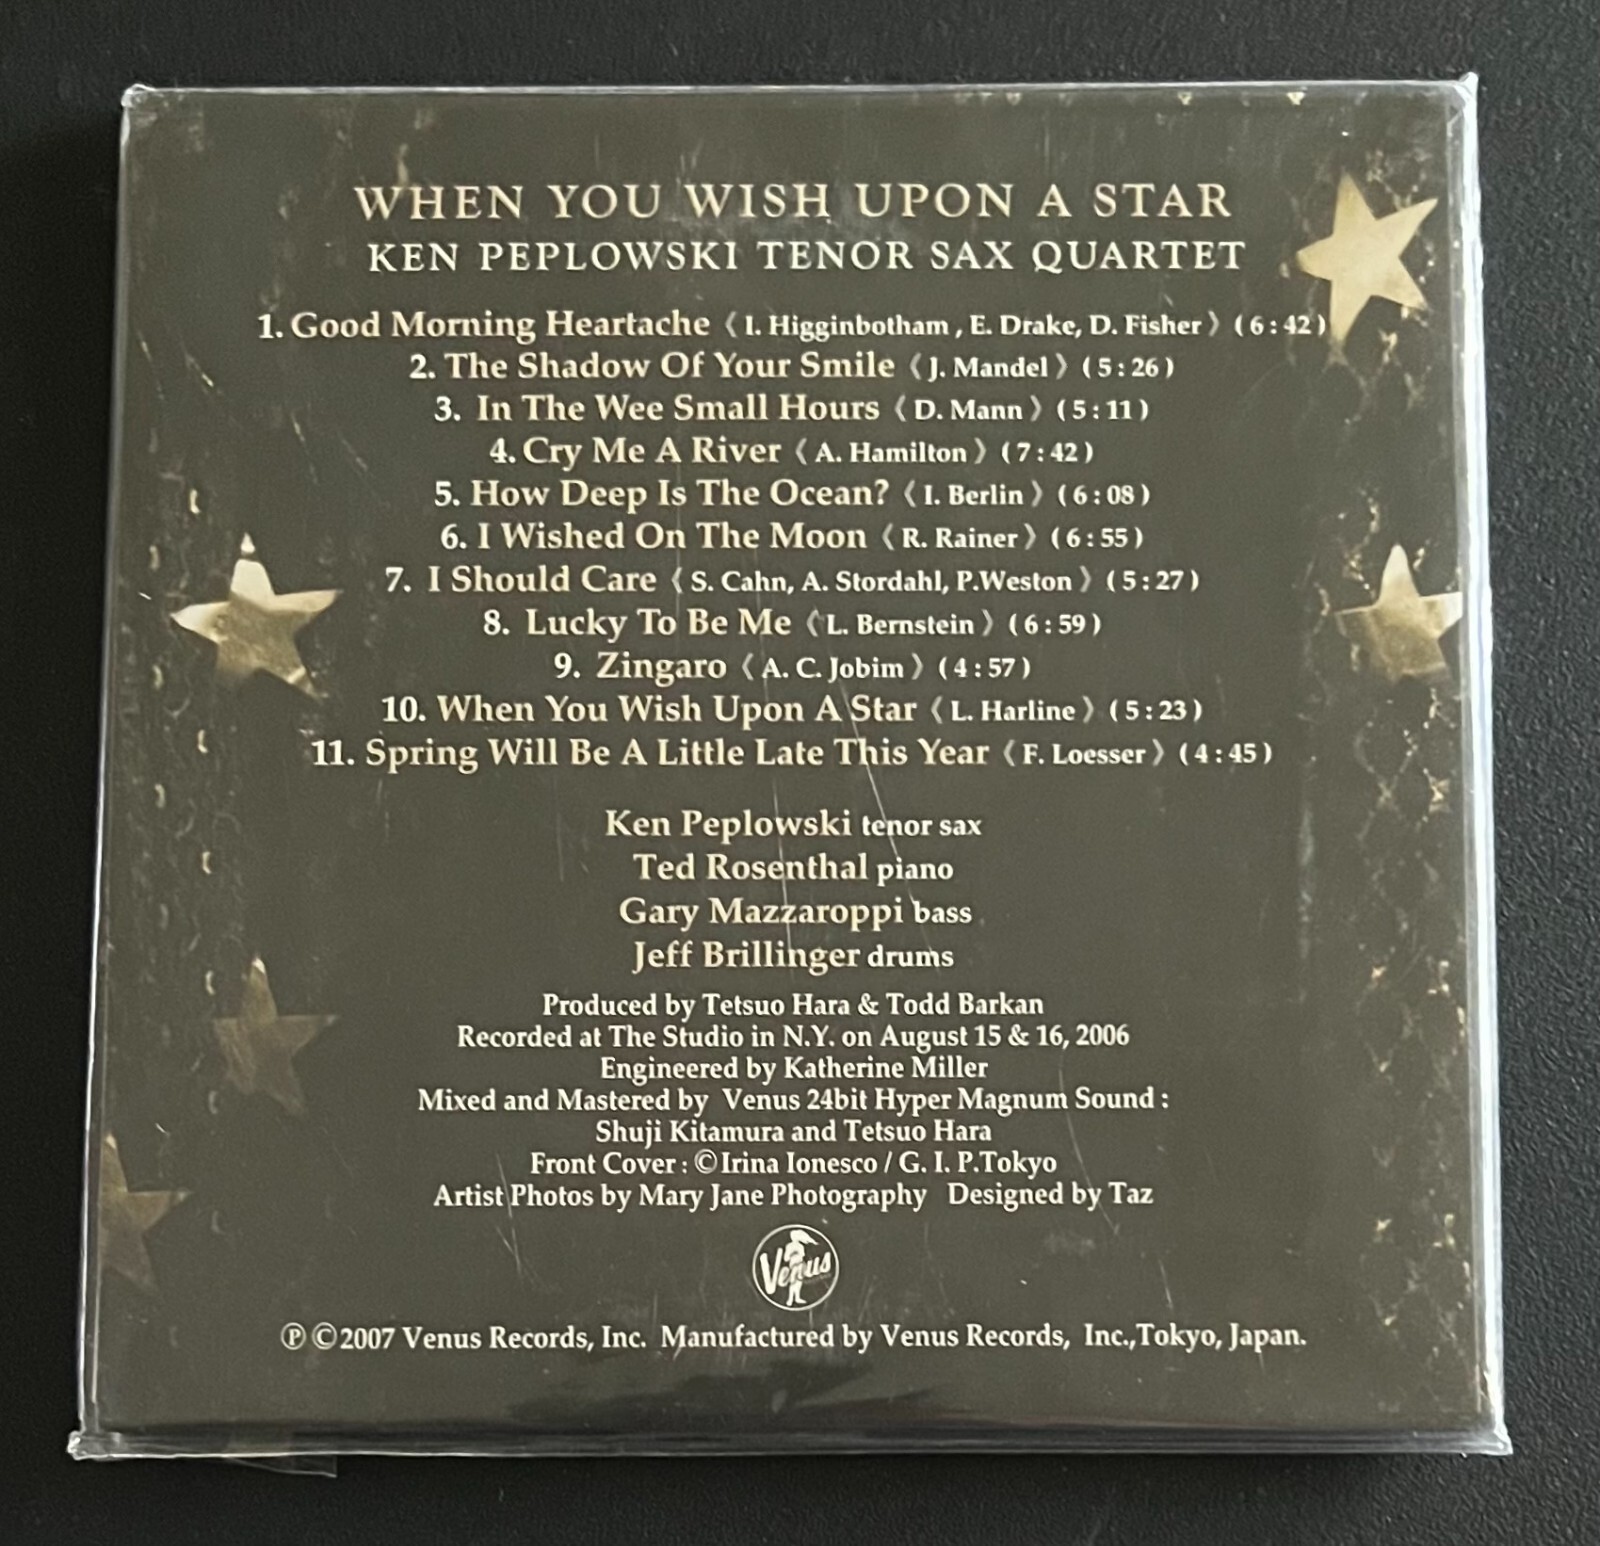 WHEN YOU WISH UPON A STAR
KEN PEPLOWSKI TENOR SAX QUARTET
1. Good Morning Heartache《 I. Higginbotham , E. Drake, D. Fisher 》( 6 : 42 )
2. The Shadow Of Your Smile《 J. Mandel 》( 5 : 26 )
3. In The Wee Small Hours《 D. Mann 》( 5 : 11 )
4. Cry Me A River《 A. Hamilton 》( 7 : 42 )
5. How Deep Is The Ocean?《 I. Berlin 》( 6 : 08 )
6. I Wished On The Moon《 R. Rainer 》( 6 : 55 )
7. I Should Care《 S. Cahn, A. Stordahl, P.Weston 》( 5 : 27 )
8. Lucky To Be Me《 L. Bernstein 》( 6 : 59 )
9. Zingaro《 A. C. Jobim 》( 4 : 57 )
10. When You Wish Upon A Star《 L. Harline 》( 5 : 23 )
11. Spring Will Be A Little Late This Year《 F. Loesser 》( 4 : 45 )
Ken Peplowski tenor sax
Ted Rosenthal piano
Gary Mazzaroppi bass
Jeff Brillinger drums
Produced by Tetsuo Hara & Todd Barkan
Recorded at The Studio in N.Y. on August 15 & 16, 2006
Engineered by Katherine Miller
Mixed and Mastered by Venus 24bit Hyper Magnum Sound :
Shuji Kitamura and Tetsuo Hara
Front Cover : ©Irina Ionesco / G. I. P.Tokyo
Artist Photos by Mary Jane Photography Designed by Taz
Venus
℗©2007 Venus Records, Inc. Manufactured by Venus Records, Inc.,Tokyo, Japan.